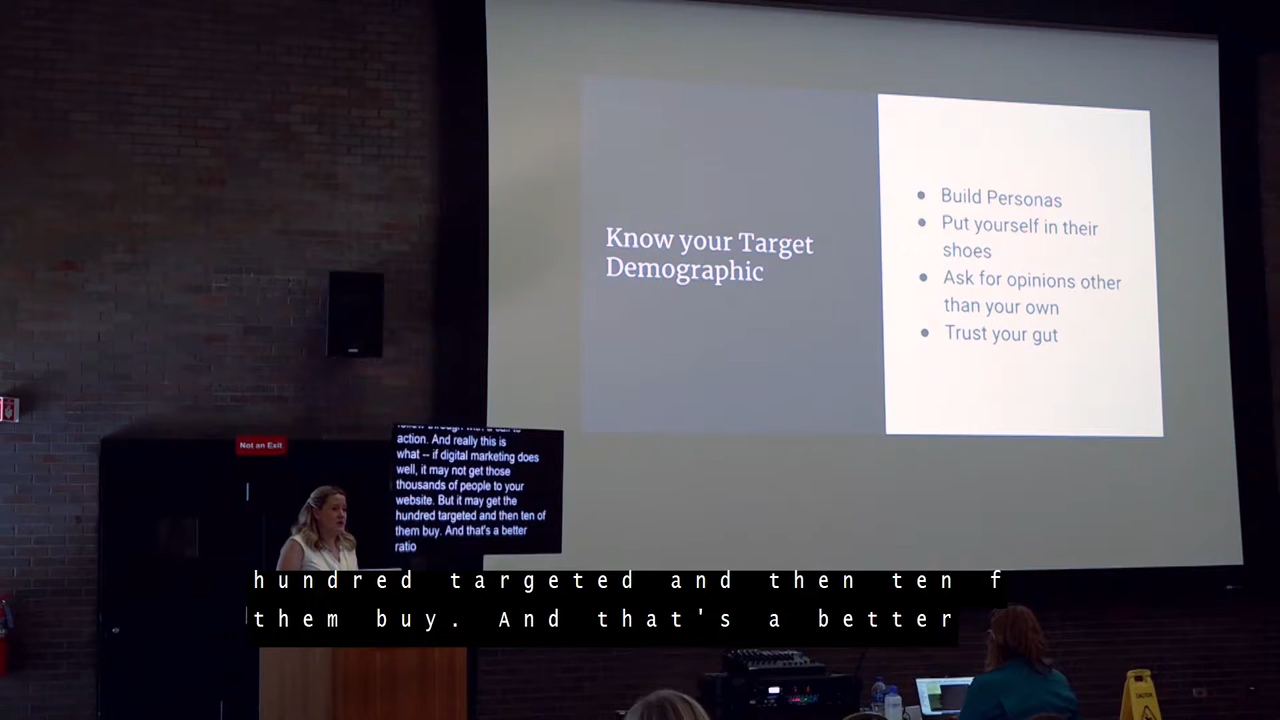 Know your Target
Demographic
● Build Personas
● Put yourself in their
shoes
● Ask for opinions other
than your own
● Trust your gut
Not an Exit
action. And really this is
what -- if digital marketing does
well, it may not get those
thousands of people to your
website. But it may get the
hundred targeted and then ten of
them buy. And that's a better
ratio
hundred targeted and then ten f
them buy. And that's a better
CAUTION